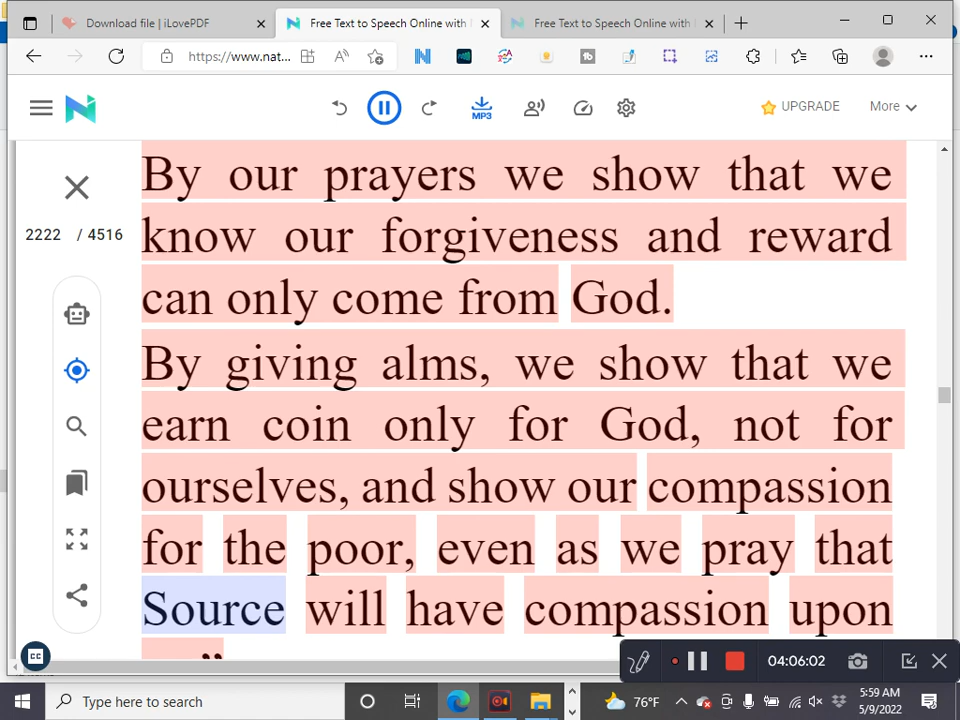 Download file | iLovePDF
Free Text to Speech Online with
Free Text to Speech Online with
https://www.nat...
MP3
UPGRADE
More
2222 / 4516
By our prayers we show that we
know our forgiveness and reward
can only come from God.
By giving alms, we show that we
earn coin only for God, not for
ourselves, and show our compassion
for the poor, even as we pray that
Source will have compassion upon
CC
04:06:02
Type here to search
76°F
5:59 AM
5/9/2022